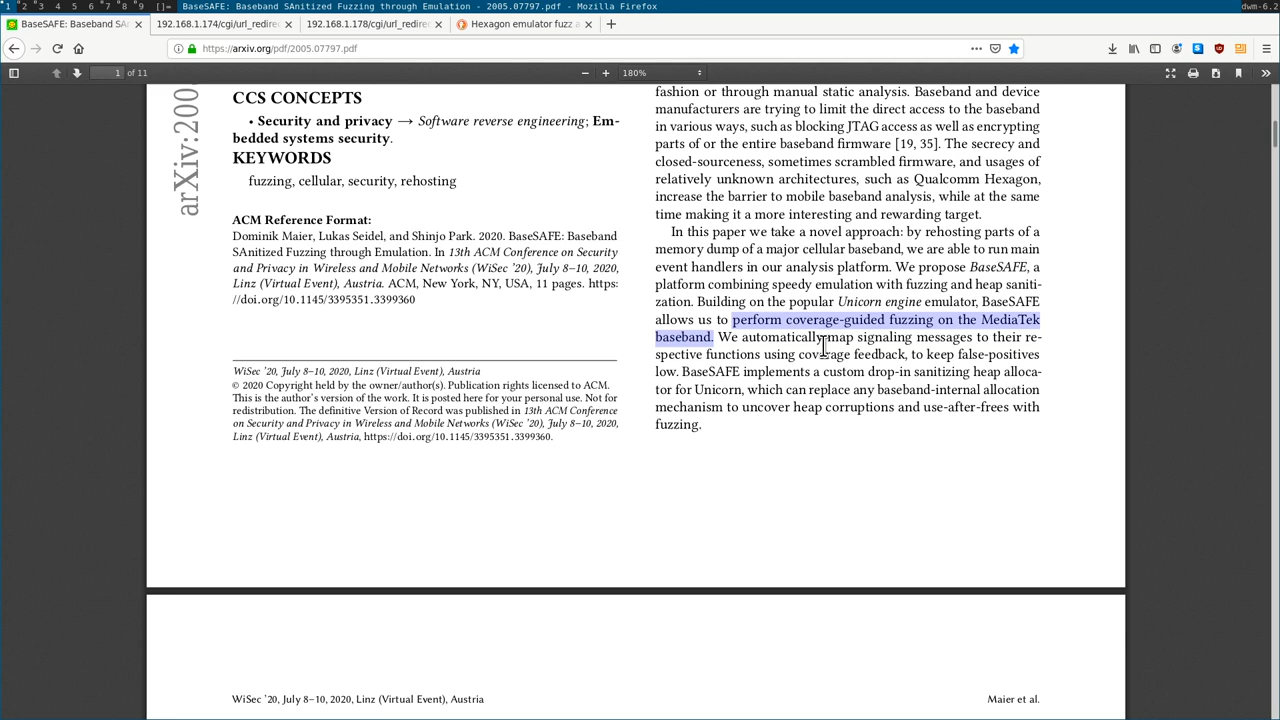 1 2 3 4 5 6 7 8 9 []= BaseSAFE: Baseband SAnitized Fuzzing through Emulation - 2005.07797.pdf - Mozilla Firefox dwm-6.2
BaseSAFE: Baseband SAn 192.168.1.174/cgi/url_redire 192.168.1.178/cgi/url_redire Hexagon emulator fuzz a
https://arxiv.org/pdf/2005.07797.pdf
1 of 11 180%
arXiv:200
CCS CONCEPTS
• Security and privacy → Software reverse engineering; Em-
bedded systems security.
KEYWORDS
fuzzing, cellular, security, rehosting
ACM Reference Format:
Dominik Maier, Lukas Seidel, and Shinjo Park. 2020. BaseSAFE: Baseband
SAnitized Fuzzing through Emulation. In 13th ACM Conference on Security
and Privacy in Wireless and Mobile Networks (WiSec ’20), July 8–10, 2020,
Linz (Virtual Event), Austria. ACM, New York, NY, USA, 11 pages. https:
//doi.org/10.1145/3395351.3399360
WiSec ’20, July 8–10, 2020, Linz (Virtual Event), Austria
© 2020 Copyright held by the owner/author(s). Publication rights licensed to ACM.
This is the author’s version of the work. It is posted here for your personal use. Not for
redistribution. The definitive Version of Record was published in 13th ACM Conference
on Security and Privacy in Wireless and Mobile Networks (WiSec ’20), July 8–10, 2020,
Linz (Virtual Event), Austria, https://doi.org/10.1145/3395351.3399360.
fashion or through manual static analysis. Baseband and device
manufacturers are trying to limit the direct access to the baseband
in various ways, such as blocking JTAG access as well as encrypting
parts of or the entire baseband firmware [19, 35]. The secrecy and
closed-sourceness, sometimes scrambled firmware, and usages of
relatively unknown architectures, such as Qualcomm Hexagon,
increase the barrier to mobile baseband analysis, while at the same
time making it a more interesting and rewarding target.
In this paper we take a novel approach: by rehosting parts of a
memory dump of a major cellular baseband, we are able to run main
event handlers in our analysis platform. We propose BaseSAFE, a
platform combining speedy emulation with fuzzing and heap saniti-
zation. Building on the popular Unicorn engine emulator, BaseSAFE
allows us to perform coverage-guided fuzzing on the MediaTek
baseband. We automatically map signaling messages to their re-
spective functions using coverage feedback, to keep false-positives
low. BaseSAFE implements a custom drop-in sanitizing heap alloca-
tor for Unicorn, which can replace any baseband-internal allocation
mechanism to uncover heap corruptions and use-after-frees with
fuzzing.
WiSec ’20, July 8–10, 2020, Linz (Virtual Event), Austria
Maier et al.